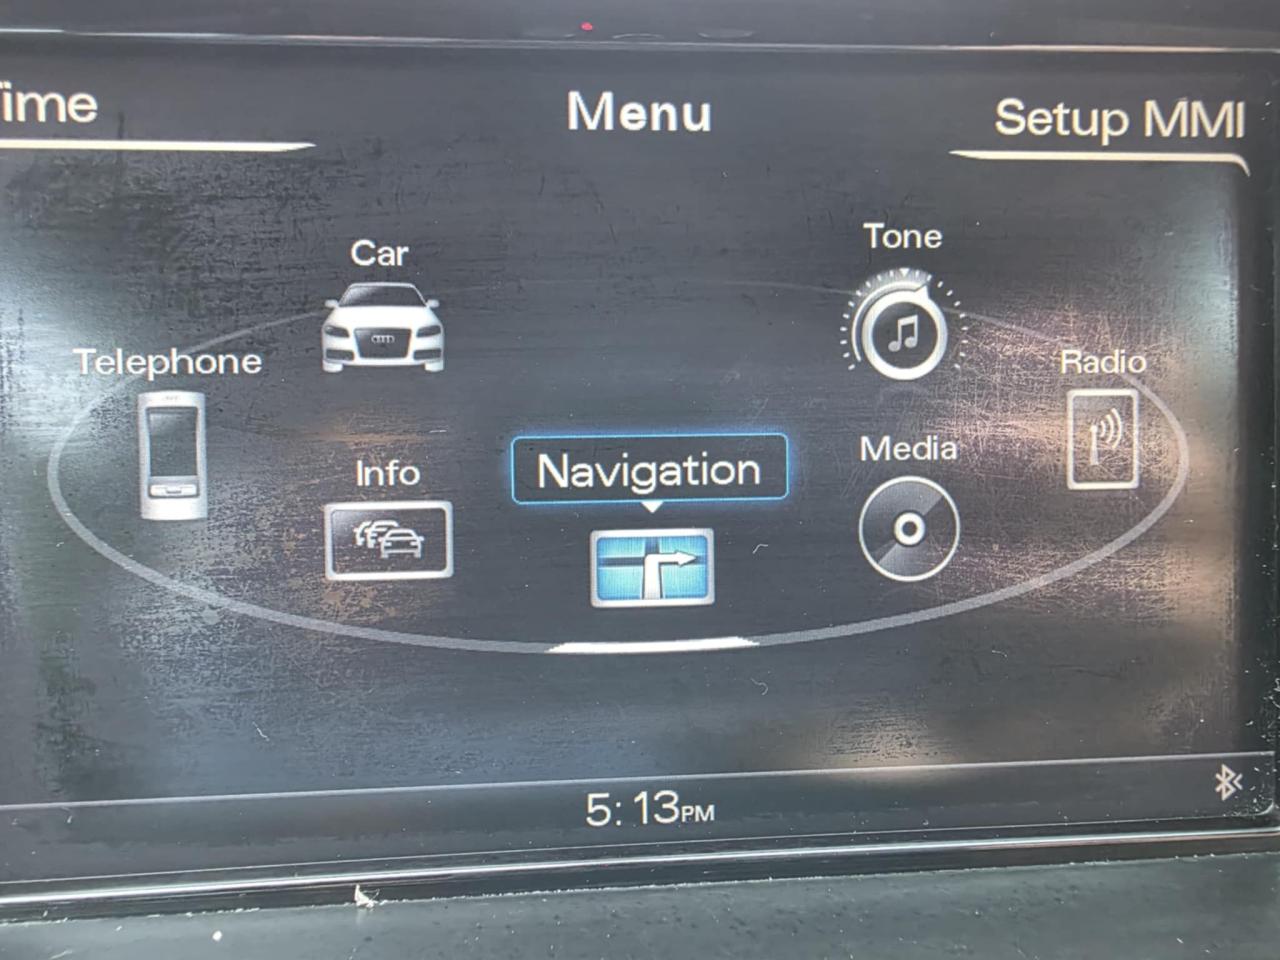 ime
Menu
Setup MMI
Car
Tone
Telephone
Radio
Info
Navigation
Media
5:13PM